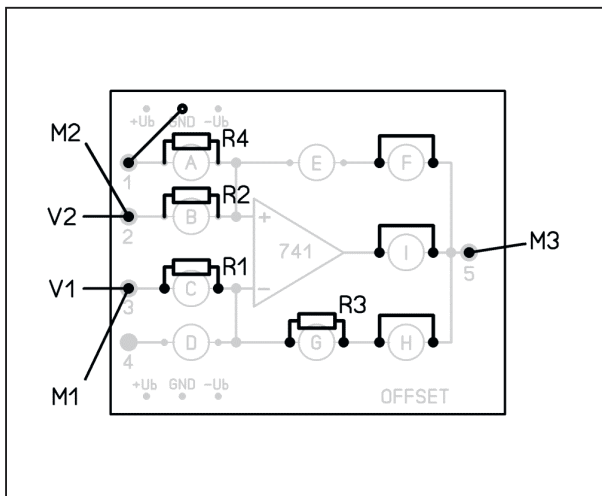 +Ub GND -Ub
M2
R4
1 A E F
V2 R2
2 B +
741 I M3
5
V1 R1
3 C -
R3
4 D G H
M1
+Ub GND -Ub
OFFSET